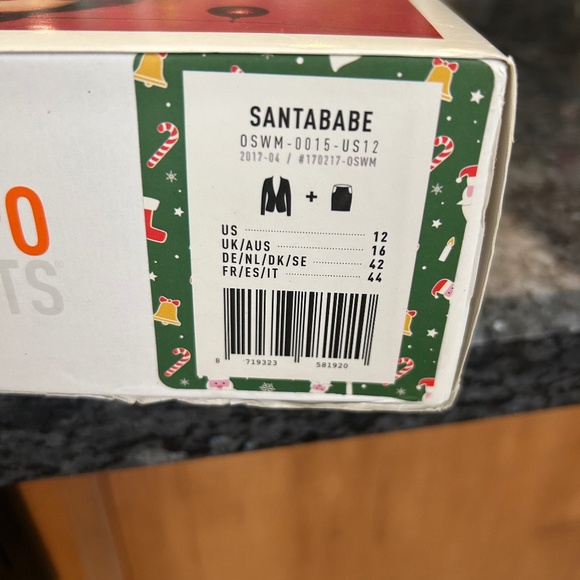 SANTABABE
OSWM-0015-US12
2017-04 / #170217-OSWM
+
US 12
UK/AUS 16
DE/NL/DK/SE 42
FR/ES/IT 44
8 719323 581920
O
TS